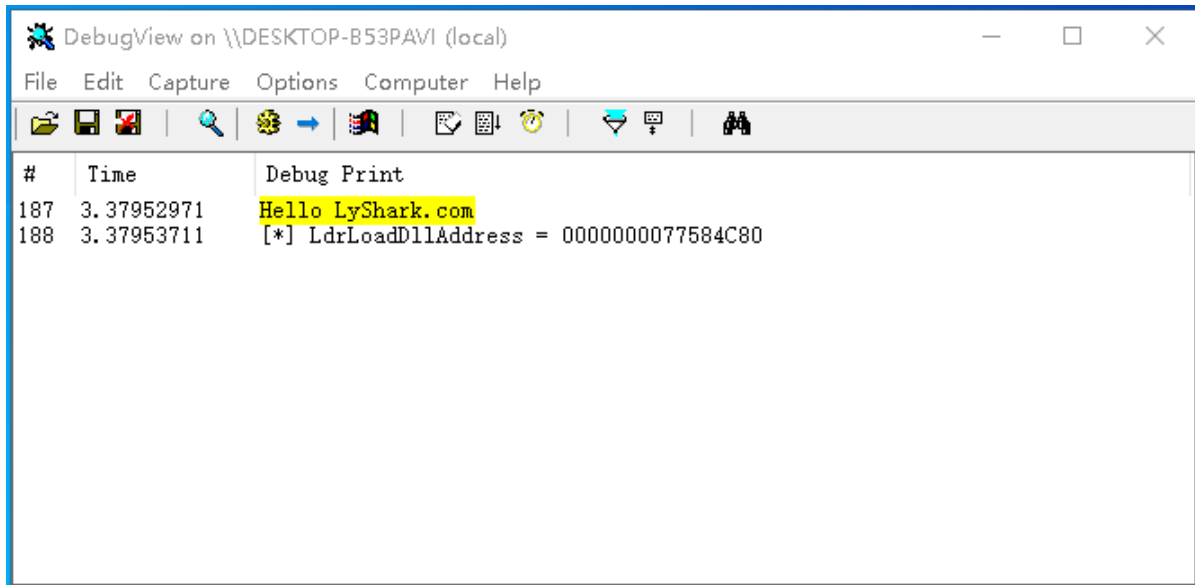 DebugView on \\DESKTOP-B53PAVI (local)
File Edit Capture Options Computer Help
# Time Debug Print
187 3.37952971 Hello LyShark.com
188 3.37953711 [*] LdrLoadDllAddress = 0000000077584C80